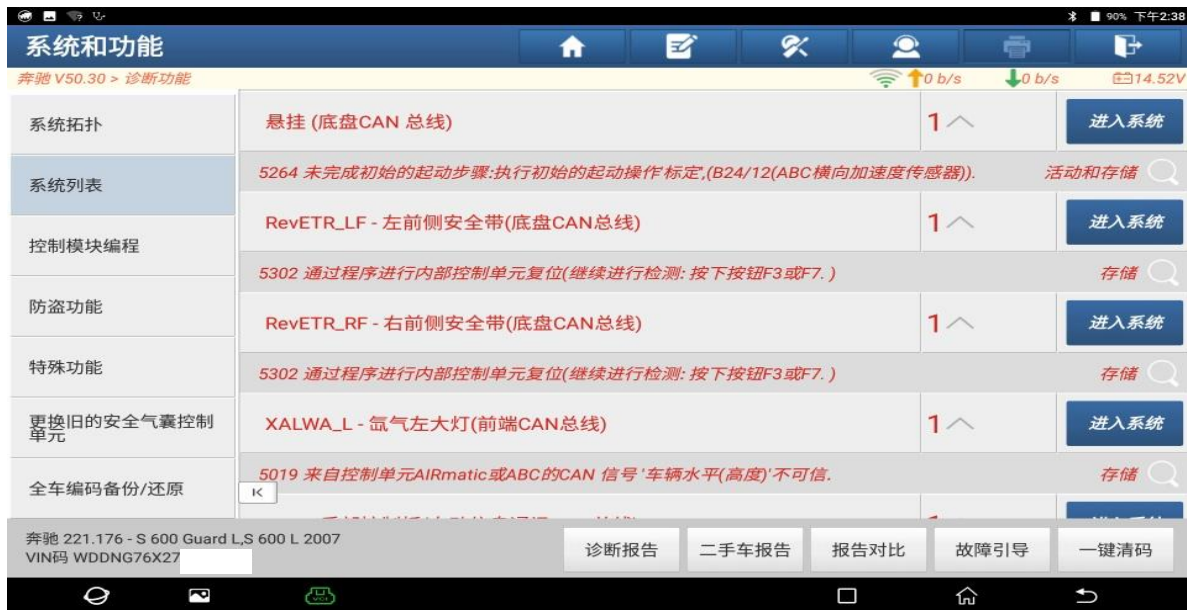 90% 下午2:38
系统和功能
奔驰 V50.30 > 诊断功能
0 b/s 0 b/s 14.52V
系统拓扑
系统列表
控制模块编程
防盗功能
特殊功能
更换旧的安全气囊控制
单元
全车编码备份/还原
悬挂 (底盘CAN 总线) 1 进入系统
5264 未完成初始的起动步骤:执行初始的起动操作'标定,(B24/12(ABC横向加速度传感器)). 活动和存储
RevETR_LF - 左前侧安全带(底盘CAN总线) 1 进入系统
5302 通过程序进行内部控制单元复位(继续进行检测: 按下按钮F3或F7. ) 存储
RevETR_RF - 右前侧安全带(底盘CAN总线) 1 进入系统
5302 通过程序进行内部控制单元复位(继续进行检测: 按下按钮F3或F7. ) 存储
XALWA_L - 氙气左大灯(前端CAN总线) 1 进入系统
5019 来自控制单元AIRmatic或ABC的CAN 信号 '车辆水平(高度)'不可信. 存储
奔驰 221.176 - S 600 Guard L,S 600 L 2007
VIN码 WDDNG76X27
诊断报告 二手车报告 报告对比 故障引导 一键清码